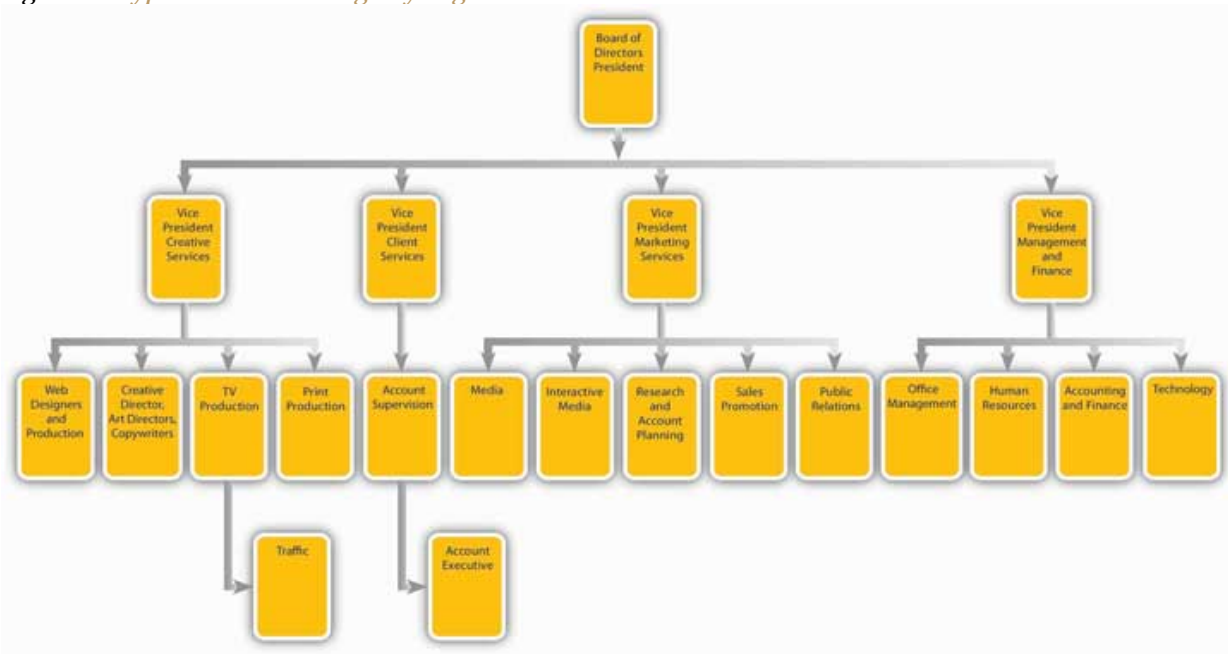 Board of
Directors
President
Vice
President
Creative
Services
Vice
President
Client
Services
Vice
President
Marketing
Services
Vice
President
Management
and
Finance
Web
Designers
and
Production
Creative
Director,
Art Directors,
Copywriters
TV
Production
Print
Production
Account
Supervision
Media
Interactive
Media
Research
and
Account
Planning
Sales
Promotion
Public
Relations
Office
Management
Human
Resources
Accounting
and Finance
Technology
Traffic
Account
Executive